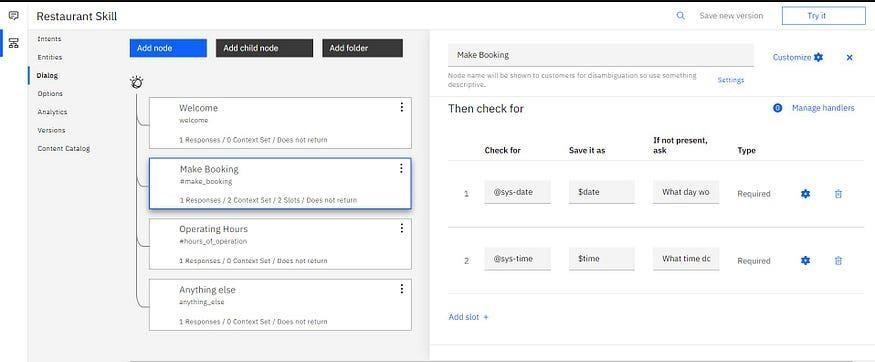 Restaurant Skill
Save new version
Try it
Intents
Entities
Dialog
Options
Analytics
Versions
Content Catalog
Add node
Add child node
Add folder
Welcome
welcome
1 Responses / 0 Context Set / Does not return
Make Booking
#make_booking
1 Responses / 2 Context Set / 2 Slots / Does not return
Operating Hours
#hours_of_operation
1 Responses / 0 Context Set / Does not return
Anything else
anything_else
1 Responses / 0 Context Set / Does not return
Make Booking
Customize
Node name will be shown to customers for disambiguation so use something
descriptive.
Settings
Then check for
0 Manage handlers
Check for
Save it as
If not present,
ask
Type
1 @sys-date $date What day wo Required
2 @sys-time $time What time dc Required
Add slot +